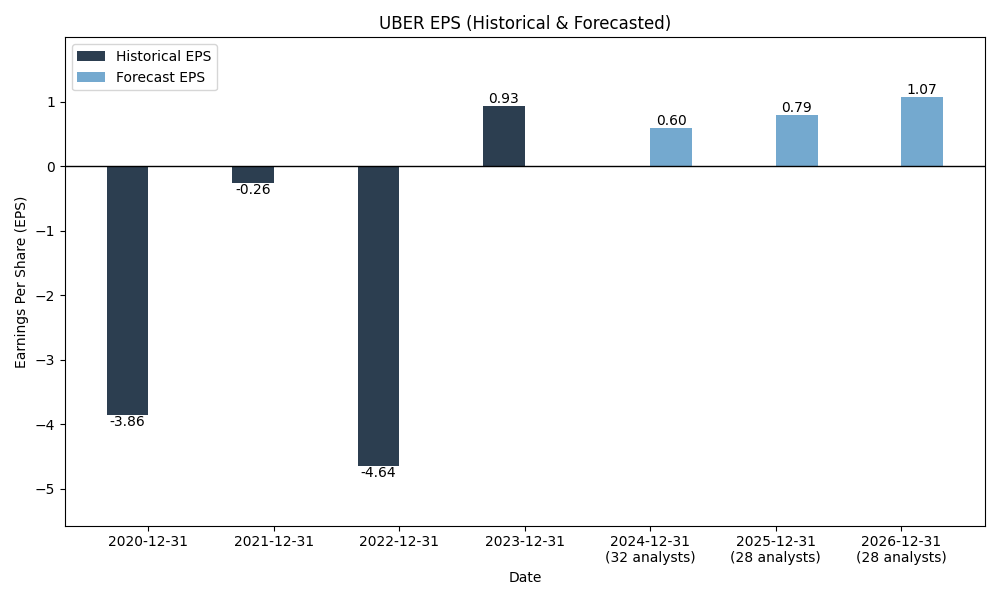 UBER EPS (Historical & Forecasted)
Historical EPS
Forecast EPS
Earnings Per Share (EPS)
1
0
−1
−2
−3
−4
−5
-3.86
-0.26
-4.64
0.93
0.60
0.79
1.07
2020-12-31
2021-12-31
2022-12-31
2023-12-31
2024-12-31
(32 analysts)
2025-12-31
(28 analysts)
2026-12-31
(28 analysts)
Date